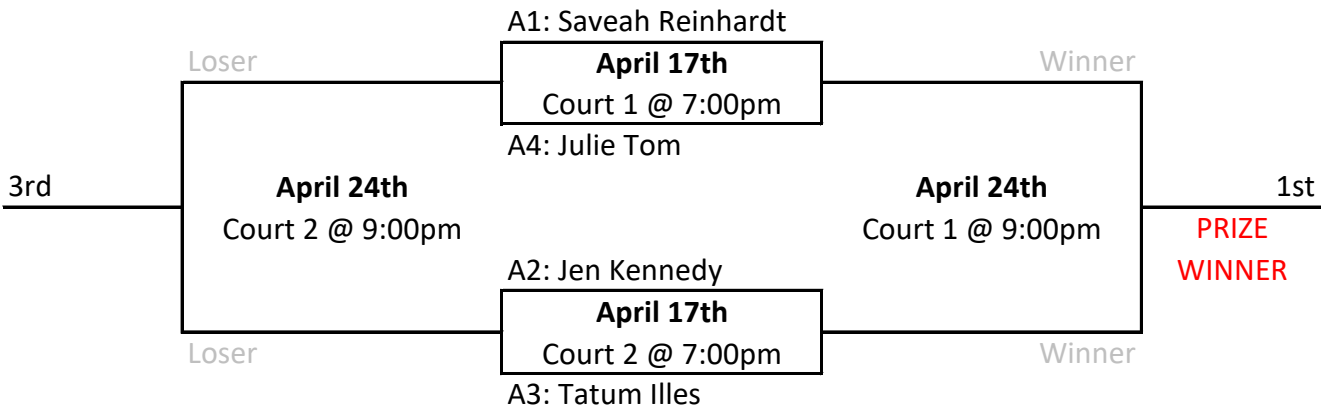 A1: Saveah Reinhardt
Loser
April 17th
Winner
Court 1 @ 7:00pm
A4: Julie Tom
3rd
April 24th
April 24th
1st
Court 2 @ 9:00pm
Court 1 @ 9:00pm
PRIZE
WINNER
A2: Jen Kennedy
April 17th
Loser
Court 2 @ 7:00pm
Winner
A3: Tatum Illes